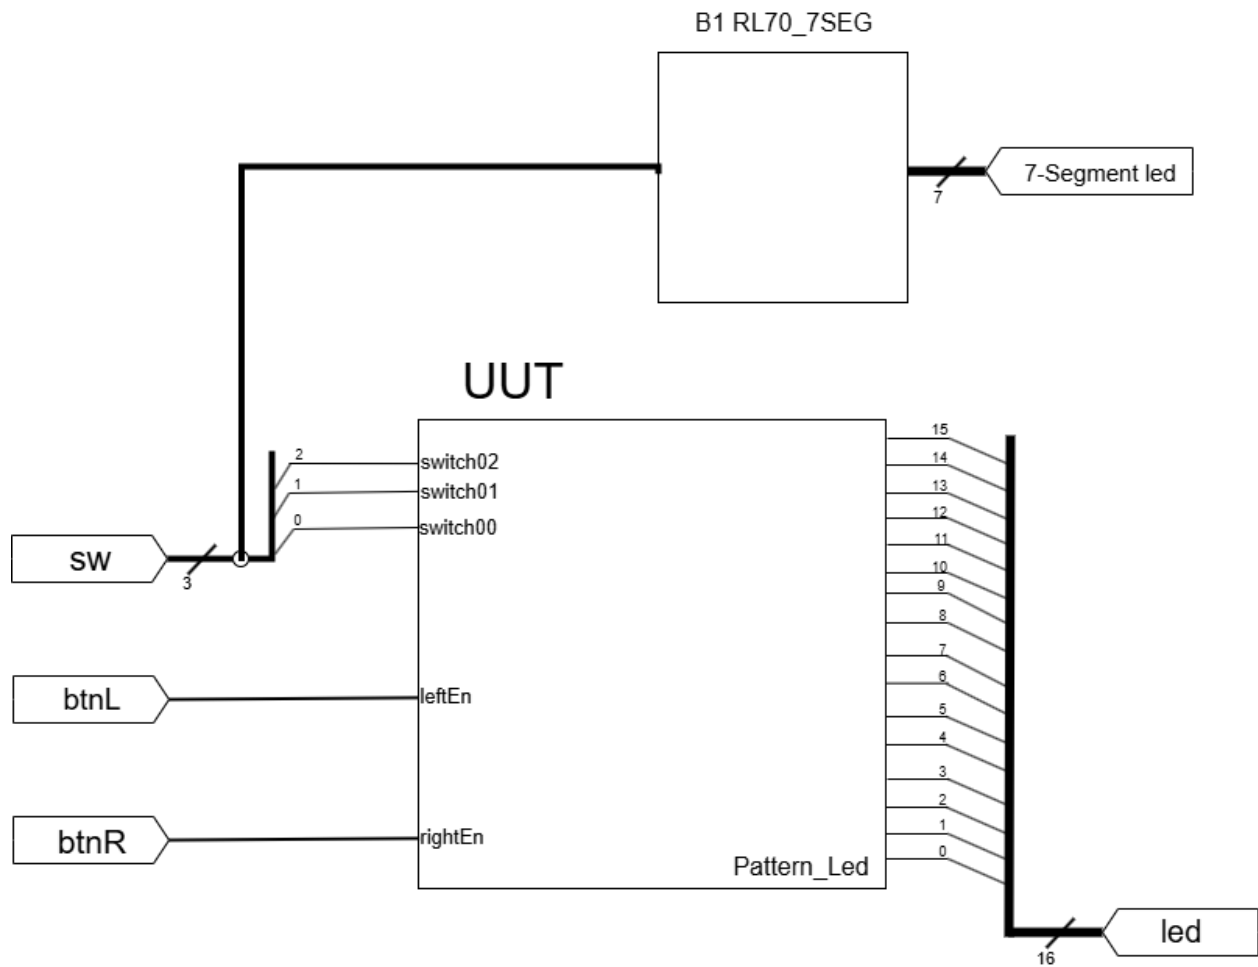 B1 RL70_7SEG
7-Segment led
7
UUT
switch02
switch01
switch00
2
1
0
sw
3
btnL
leftEn
btnR
rightEn
Pattern_Led
15
14
13
12
11
10
9
8
7
6
5
4
3
2
1
0
led
16